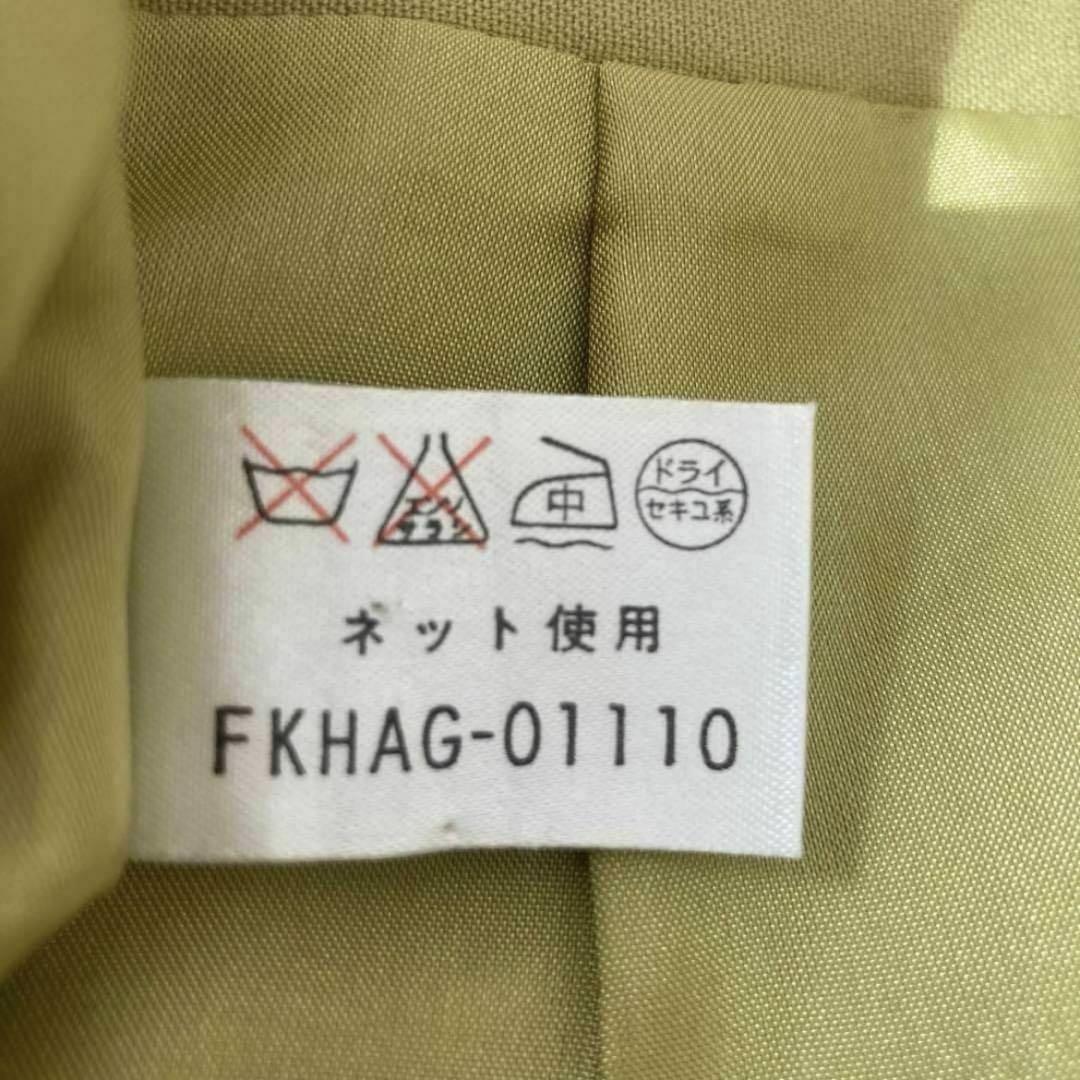 エンソ
サラシ
中
ドライ
セキユ系
ネット使用
FKHAG-01110